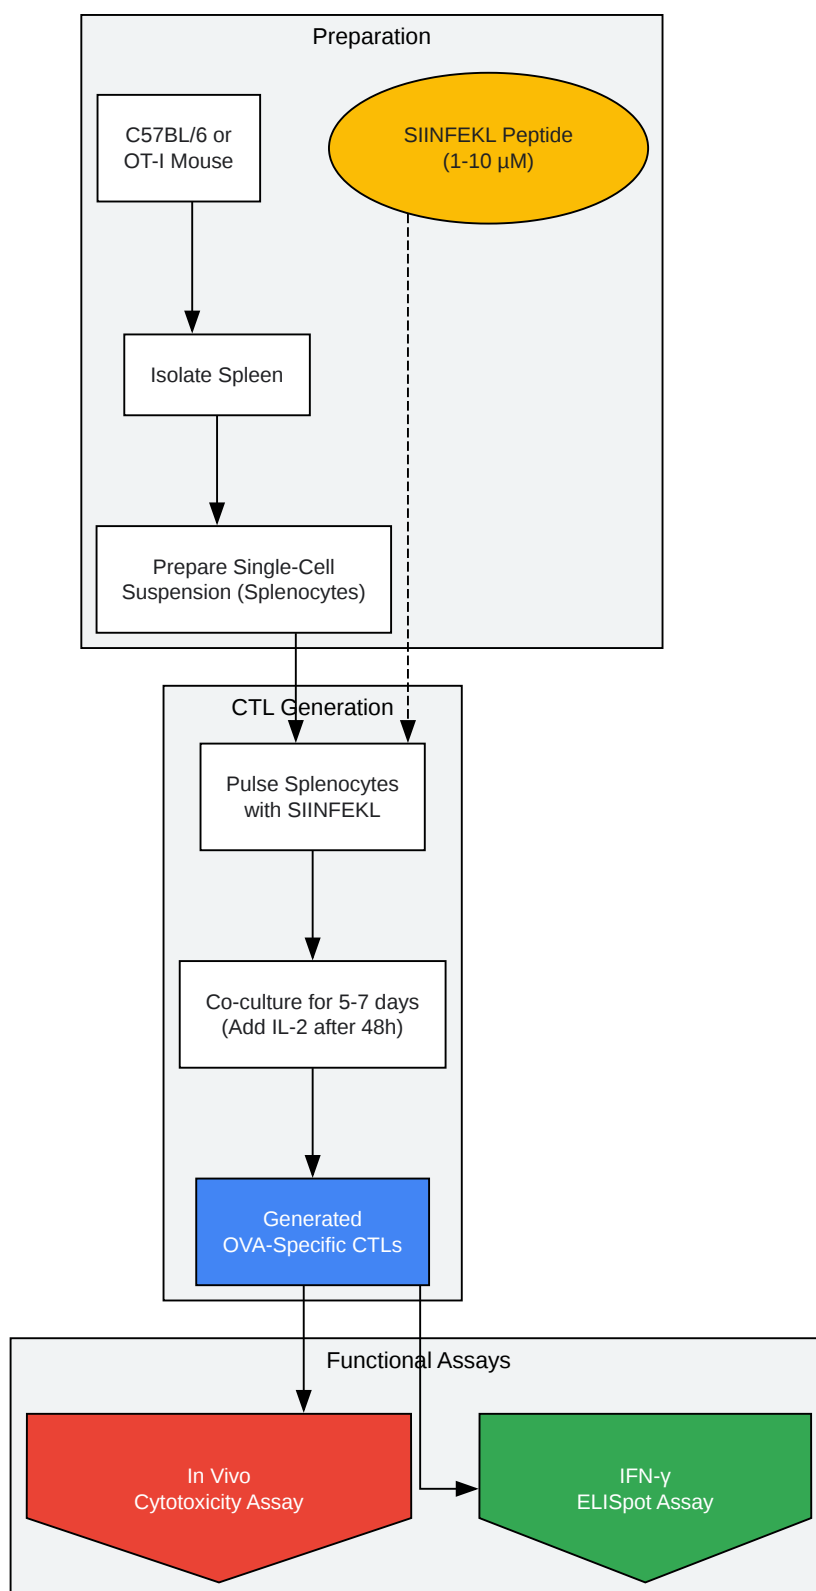 Preparation
C57BL/6 or
OT-I Mouse
SIINFEKL Peptide
(1-10 µM)
Isolate Spleen
Prepare Single-Cell
Suspension (Splenocytes)
CTL Generation
Pulse Splenocytes
with SIINFEKL
Co-culture for 5-7 days
(Add IL-2 after 48h)
Generated
OVA-Specific CTLs
Functional Assays
In Vivo
Cytotoxicity Assay
IFN-γ
ELISpot Assay